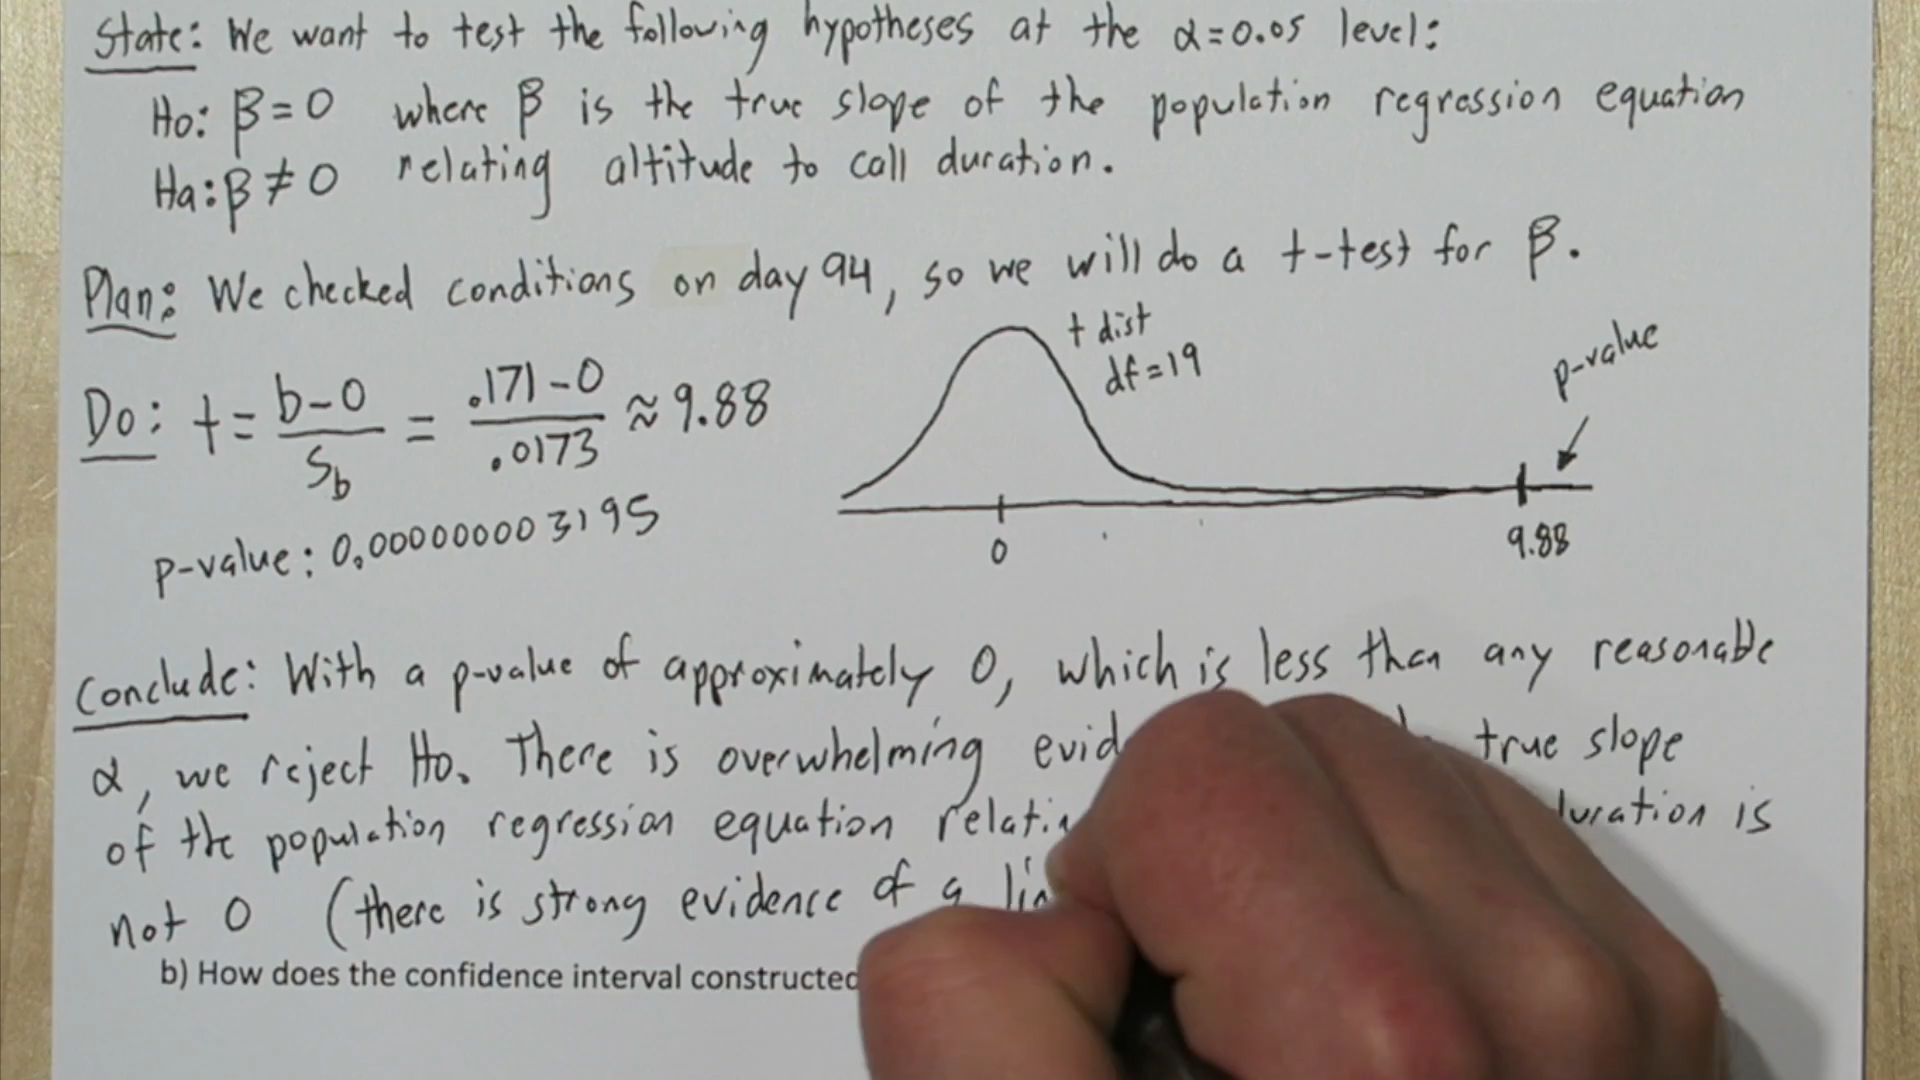 State: We want to test the following hypotheses at the α=0.05 level:
Ho: β=0 where β is the true slope of the population regression equation
Ha: β≠0 relating altitude to call duration.
Plan: We checked conditions on day 94, so we will do a t-test for β.
t dist
df=19
p-value
Do: t = b-0 / Sb = .171-0 / .0173 ≈ 9.88
0
9.88
p-value: 0.000000003195
Conclude: With a p-value of approximately 0, which is less than any reasonable
α, we reject Ho. There is overwhelming true slope
of the population regression equation is
not 0 (there is strong evidence of a
b) How does the confidence interval constructed